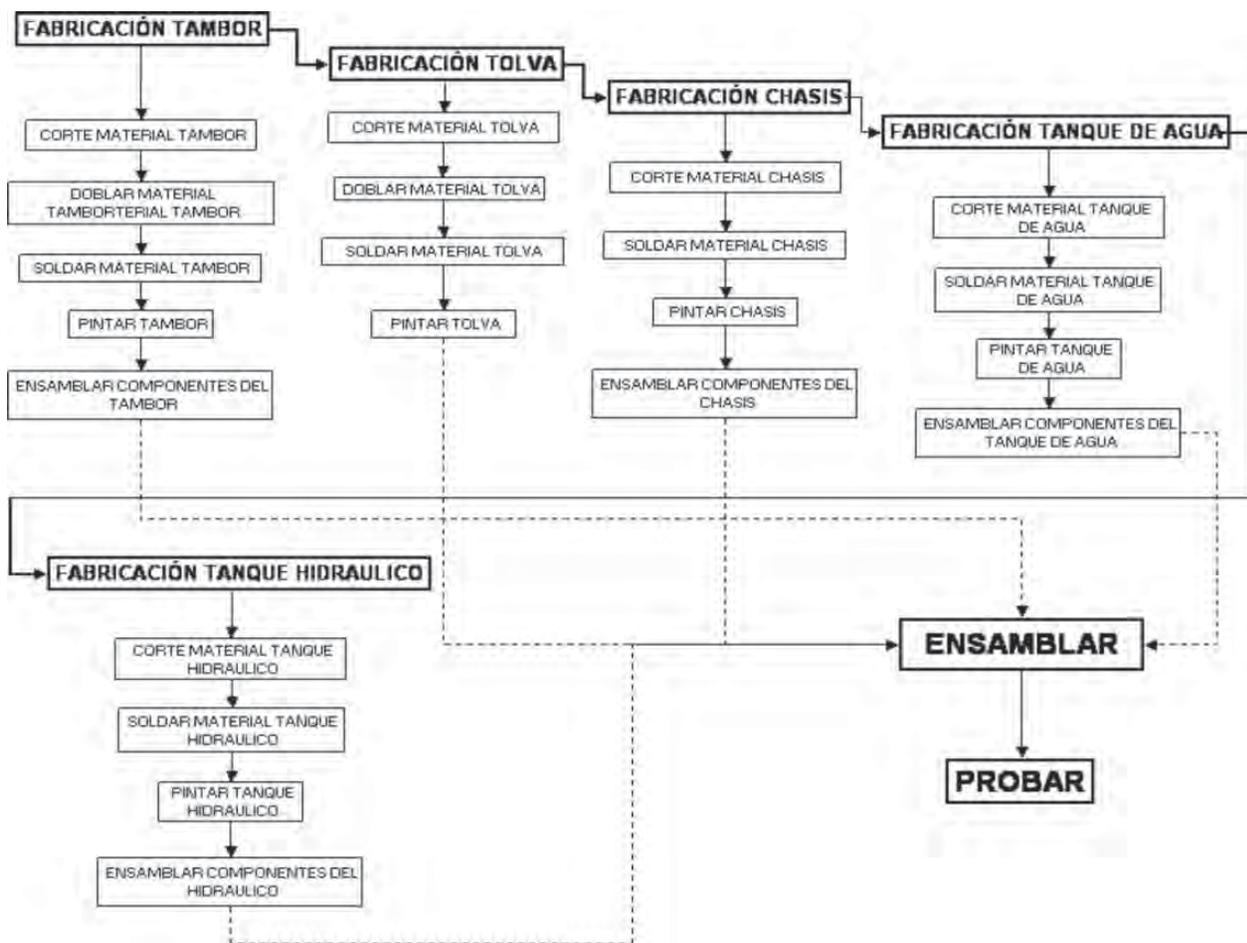 FABRICACIÓN TAMBOR
CORTE MATERIAL TAMBOR
DOBLAR MATERIAL
TAMBORTERIAL TAMBOR
SOLDAR MATERIAL TAMBOR
PINTAR TAMBOR
ENSAMBLAR COMPONENTES DEL
TAMBOR
FABRICACIÓN TOLVA
CORTE MATERIAL TOLVA
DOBLAR MATERIAL TOLVA
SOLDAR MATERIAL TOLVA
PINTAR TOLVA
FABRICACIÓN CHASIS
CORTE MATERIAL CHASIS
SOLDAR MATERIAL CHASIS
PINTAR CHASIS
ENSAMBLAR COMPONENTES DEL
CHASIS
FABRICACIÓN TANQUE DE AGUA
CORTE MATERIAL TANQUE
DE AGUA
SOLDAR MATERIAL TANQUE
DE AGUA
PINTAR TANQUE
DE AGUA
ENSAMBLAR COMPONENTES DEL
TANQUE DE AGUA
FABRICACIÓN TANQUE HIDRAULICO
CORTE MATERIAL TANQUE
HIDRAULICO
SOLDAR MATERIAL TANQUE
HIDRAULICO
PINTAR TANQUE
HIDRAULICO
ENSAMBLAR COMPONENTES DEL
HIDRAULICO
ENSAMBLAR
PROBAR